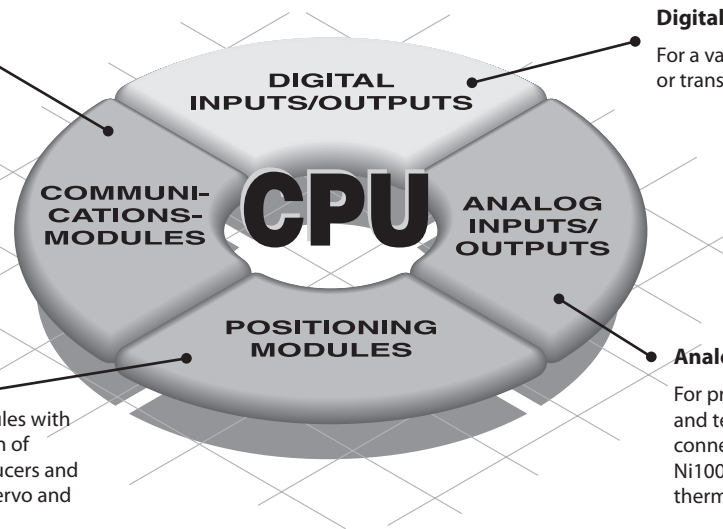 Digital
For a va
or trans
DIGITAL
INPUTS/OUTPUTS
COMMUNI-
CATIONS-
MODULES
CPU
ANALOG
INPUTS/
OUTPUTS
POSITIONING
MODULES
ules with
n of
ucers and
ervo and
Analo
For pr
and te
conne
Ni100
therm